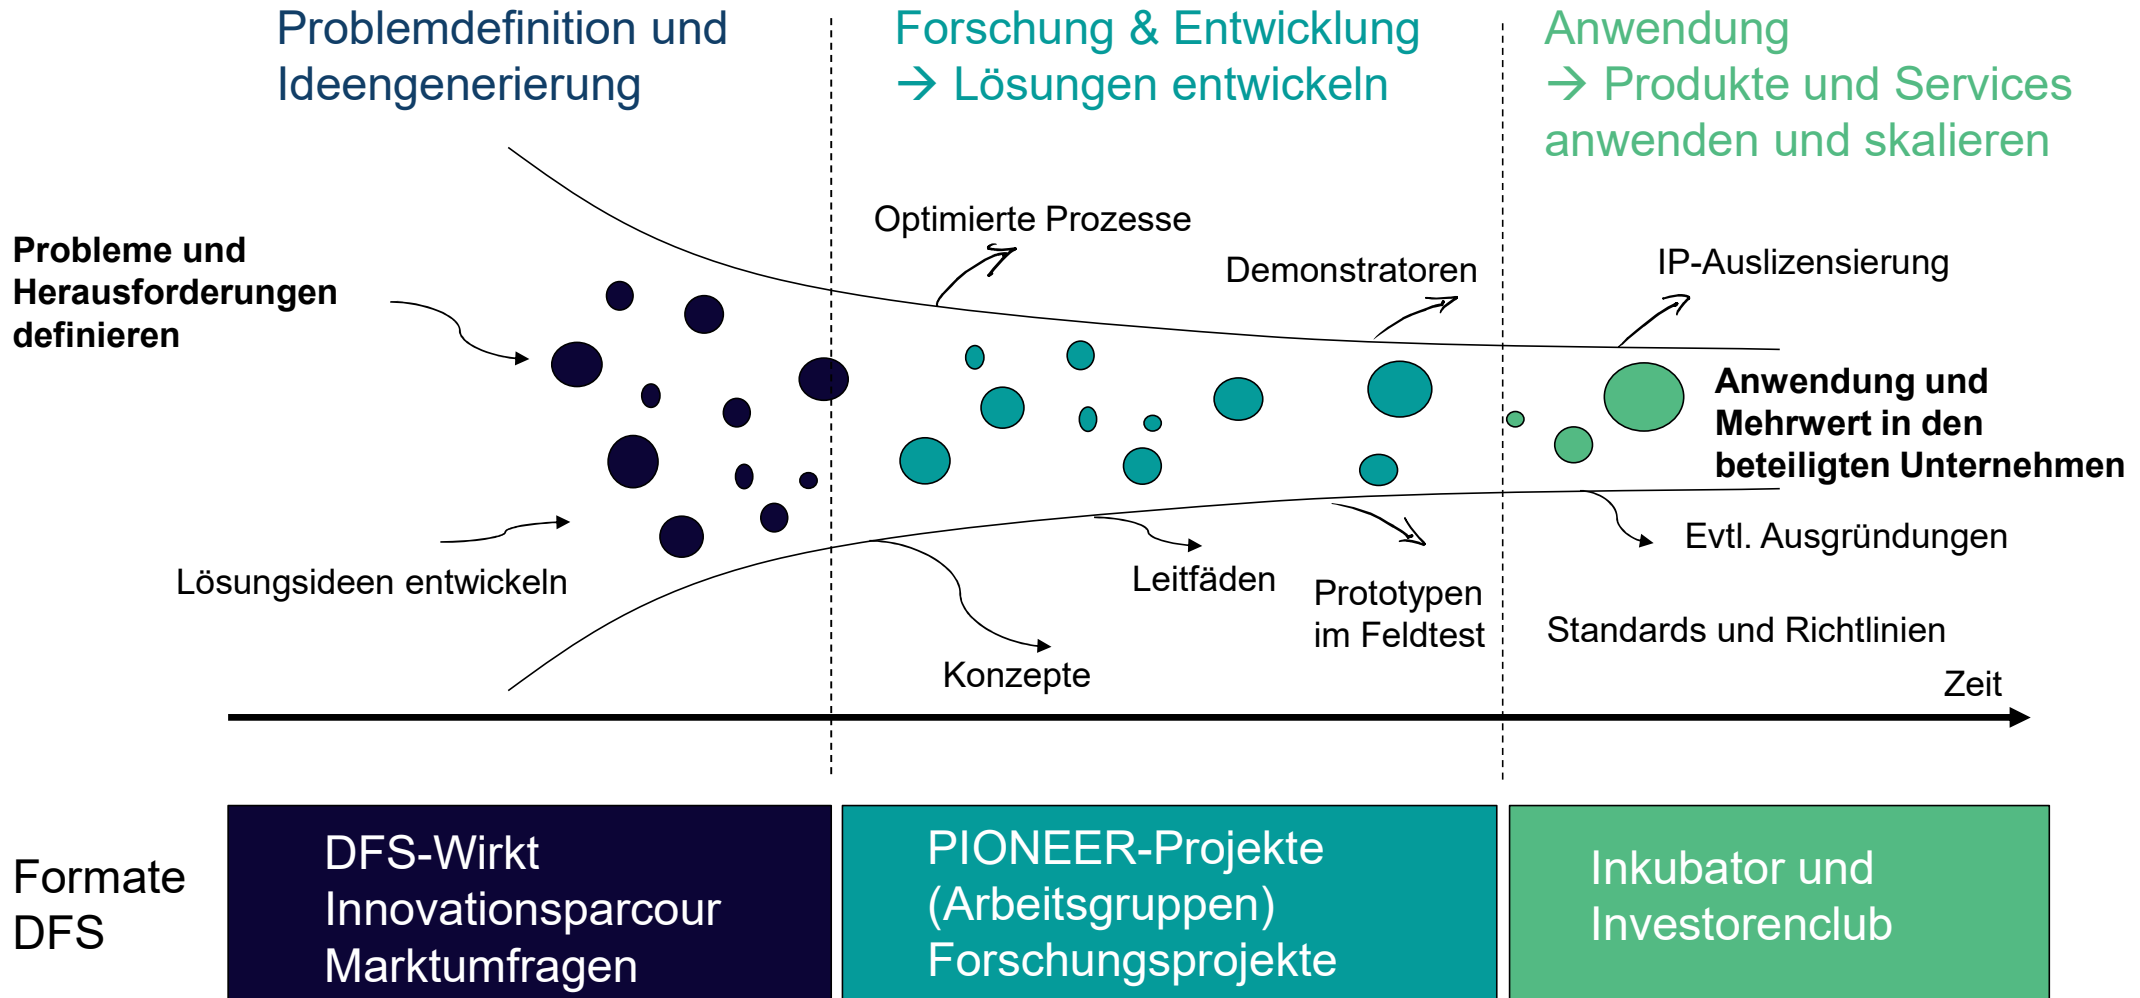 Problemdefinition und
Ideengenerierung
Forschung & Entwicklung
→ Lösungen entwickeln
Anwendung
→ Produkte und Services
anwenden und skalieren
Probleme und
Herausforderungen
definieren
Optimierte Prozesse
Demonstratoren
IP-Auslizensierung
Anwendung und
Mehrwert in den
beteiligten Unternehmen
Lösungsideen entwickeln
Konzepte
Leitfäden
Prototypen
im Feldtest
Evtl. Ausgründungen
Standards und Richtlinien
Zeit
Formate
DFS
DFS-Wirkt
Innovationsparcour
Marktumfragen
PIONEER-Projekte
(Arbeitsgruppen)
Forschungsprojekte
Inkubator und
Investorenclub